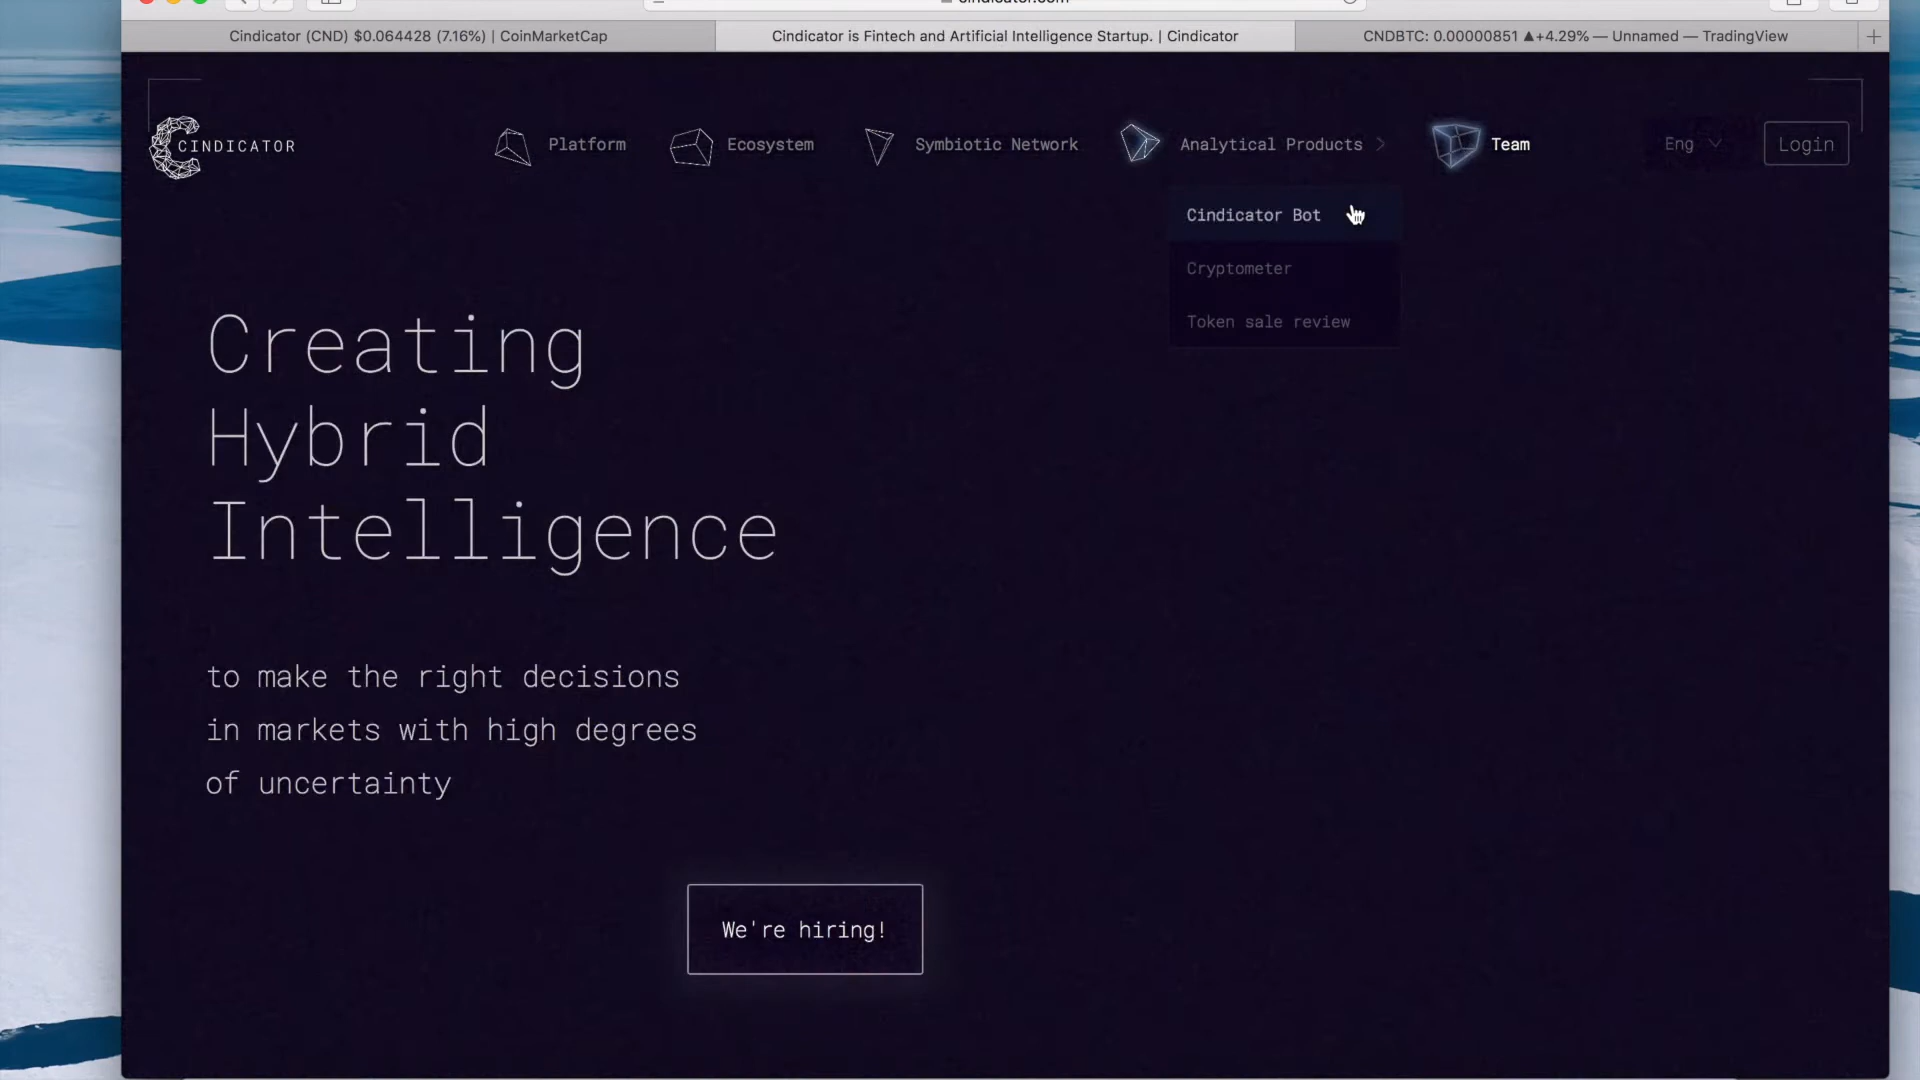 Cindicator (CND) $0.064428 (7.16%) | CoinMarketCap
Cindicator is Fintech and Artificial Intelligence Startup. | Cindicator
CNDBTC: 0.00000851 ▲+4.29% — Unnamed — TradingView
CINDICATOR
Platform
Ecosystem
Symbiotic Network
Analytical Products
Team
Eng
Login
Cindicator Bot
Cryptometer
Token sale review
Creating
Hybrid
Intelligence
to make the right decisions
in markets with high degrees
of uncertainty
We're hiring!